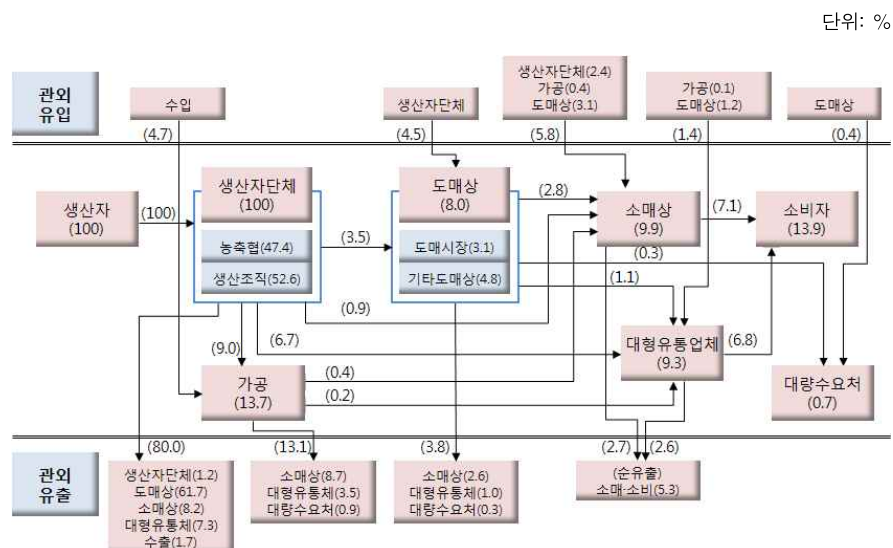 단위: %
관외
유입
수입
생산자단체
생산자단체(2.4)
가공(0.4)
도매상(3.1)
가공(0.1)
도매상(1.2)
도매상
(4.7)
(4.5)
(5.8)
(1.4)
(0.4)
생산자
(100)
(100)
생산자단체
(100)
농축협(47.4)
생산조직(52.6)
(3.5)
도매상
(8.0)
도매시장(3.1)
기타도매상(4.8)
(2.8)
소매상
(9.9)
(7.1)
소비자
(13.9)
(0.3)
(1.1)
(0.9)
(6.7)
(9.0)
대형유통업체
(9.3)
(6.8)
가공
(13.7)
(0.4)
(0.2)
대량수요처
(0.7)
관외
유출
(80.0)
(13.1)
(3.8)
(2.7)
(2.6)
생산자단체(1.2)
도매상(61.7)
소매상(8.2)
대형유통체(7.3)
수출(1.7)
소매상(8.7)
대형유통체(3.5)
대량수요처(0.9)
소매상(2.6)
대형유통체(1.0)
대량수요처(0.3)
(순유출)
소매·소비(5.3)